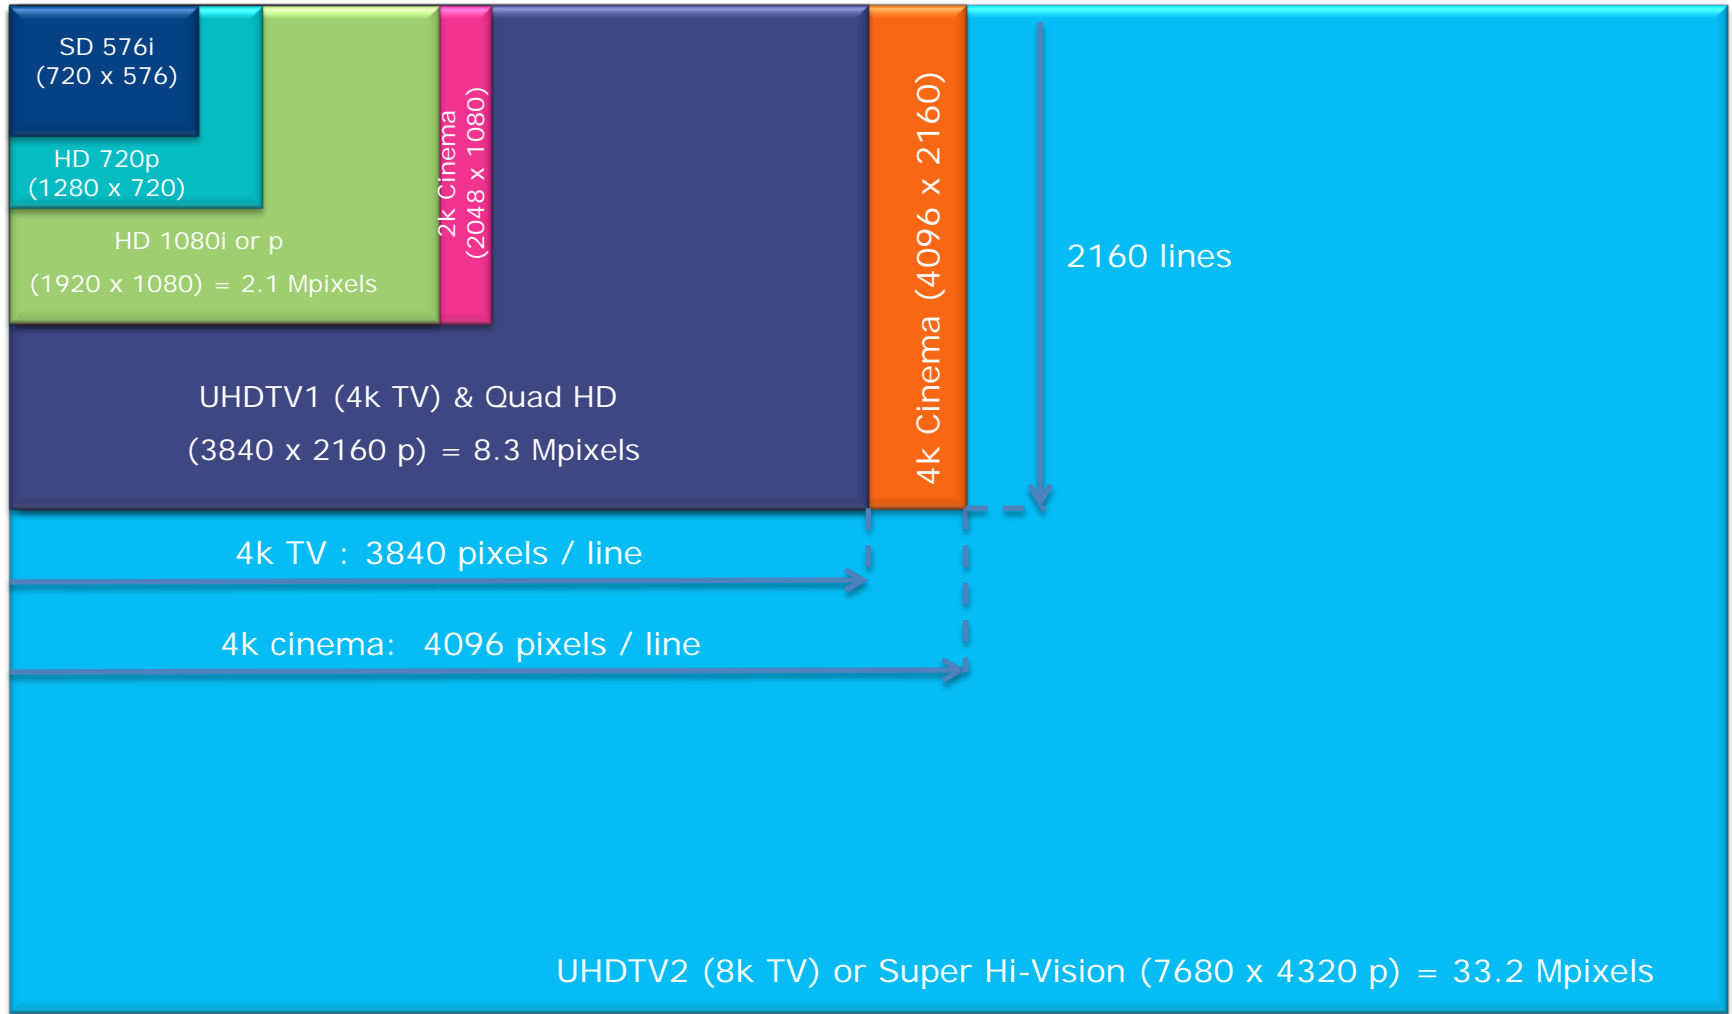 SD 576i
(720 x 576)
HD 720p
(1280 x 720)
HD 1080i or p
(1920 x 1080) = 2.1 Mpixels
2k Cinema
(2048 x 1080)
UHDTV1 (4k TV) & Quad HD
(3840 x 2160 p) = 8.3 Mpixels
4k Cinema (4096 x 2160)
2160 lines
4k TV : 3840 pixels / line
4k cinema: 4096 pixels / line
UHDTV2 (8k TV) or Super Hi-Vision (7680 x 4320 p) = 33.2 Mpixels